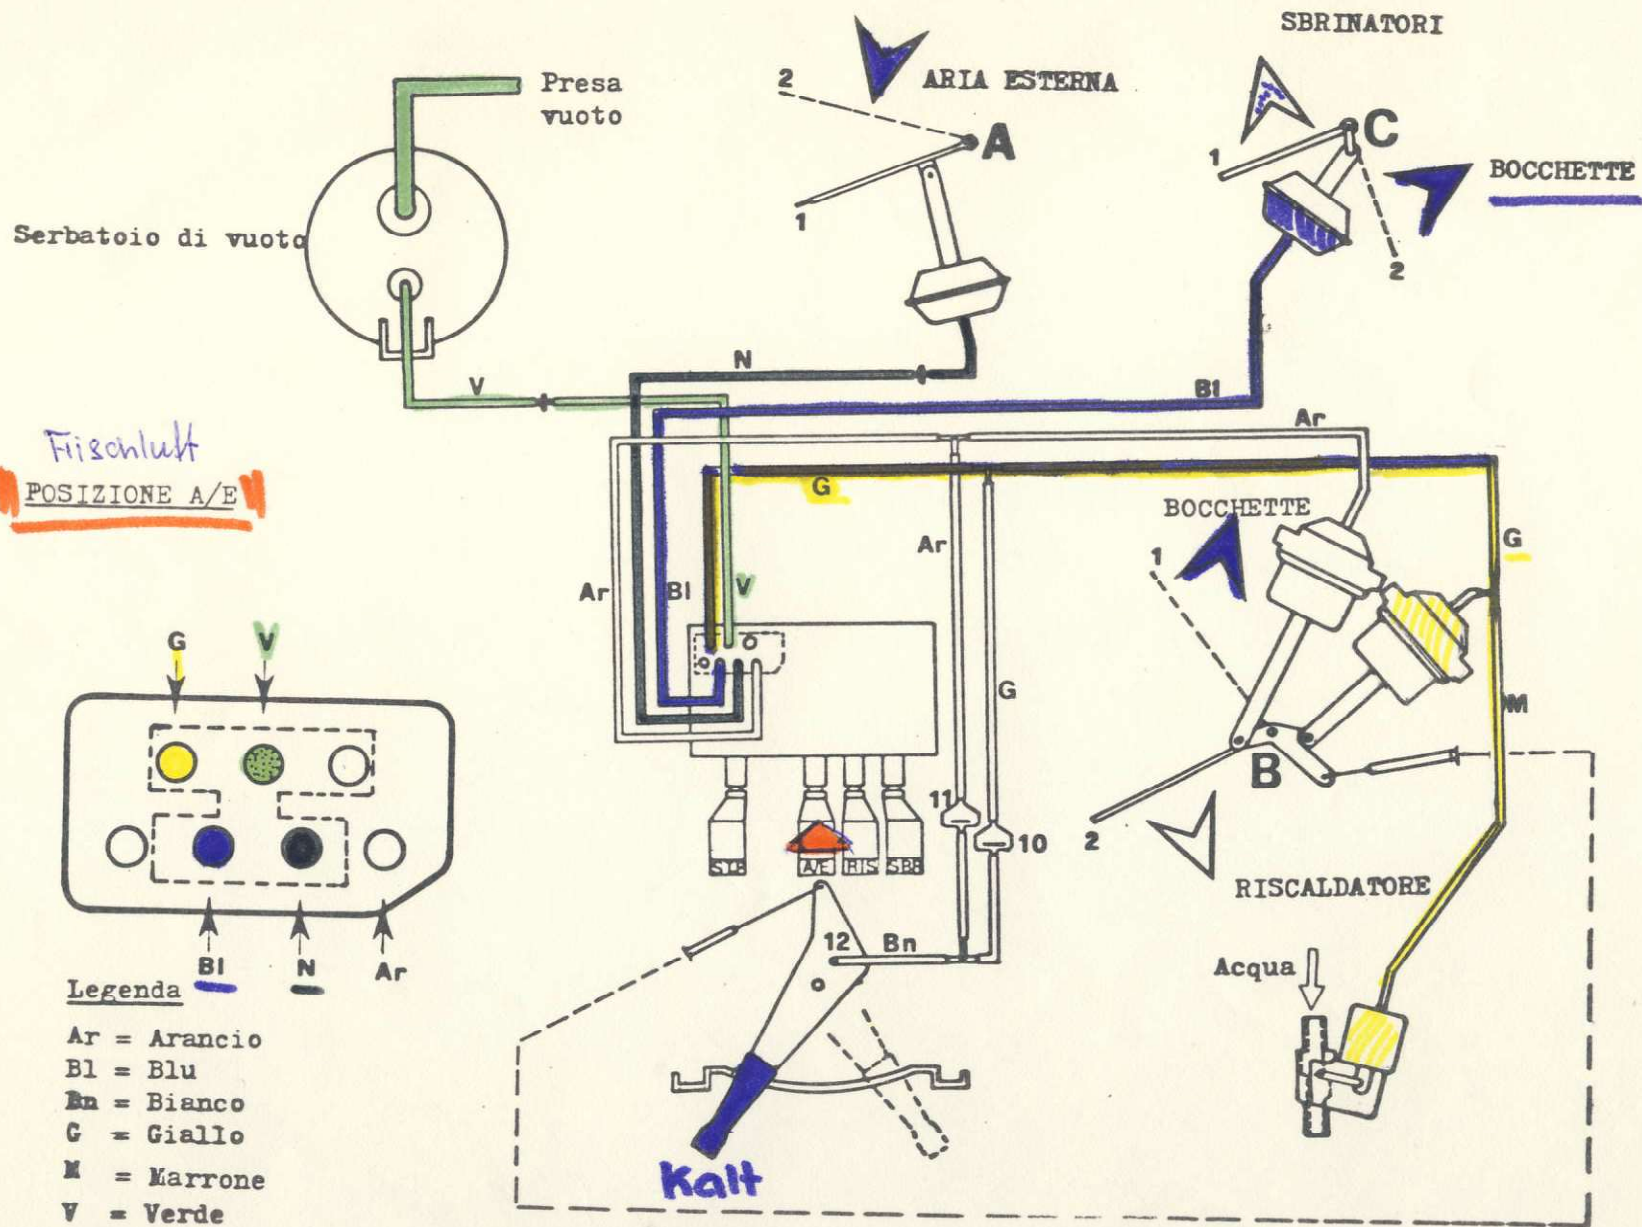 SBRINATORI
Presa
vuoto
2
ARIA ESTERNA
A
1
C
1
BOCCHETTE
2
Serbatoio di vuoto
N
V
Bl
Ar
Frischluft
POSIZIONE A/E
G
BOCCHETTE
1
Ar
G
Ar
Bl
V
G
V
G
M
B
2
11
10
STB
A/E
RIS
SBR
RISCALDATORE
12
Bn
Acqua
Bl
N
Ar
Legenda
Ar = Arancio
Bl = Blu
Bn = Bianco
G = Giallo
M = Marrone
V = Verde
Kalt